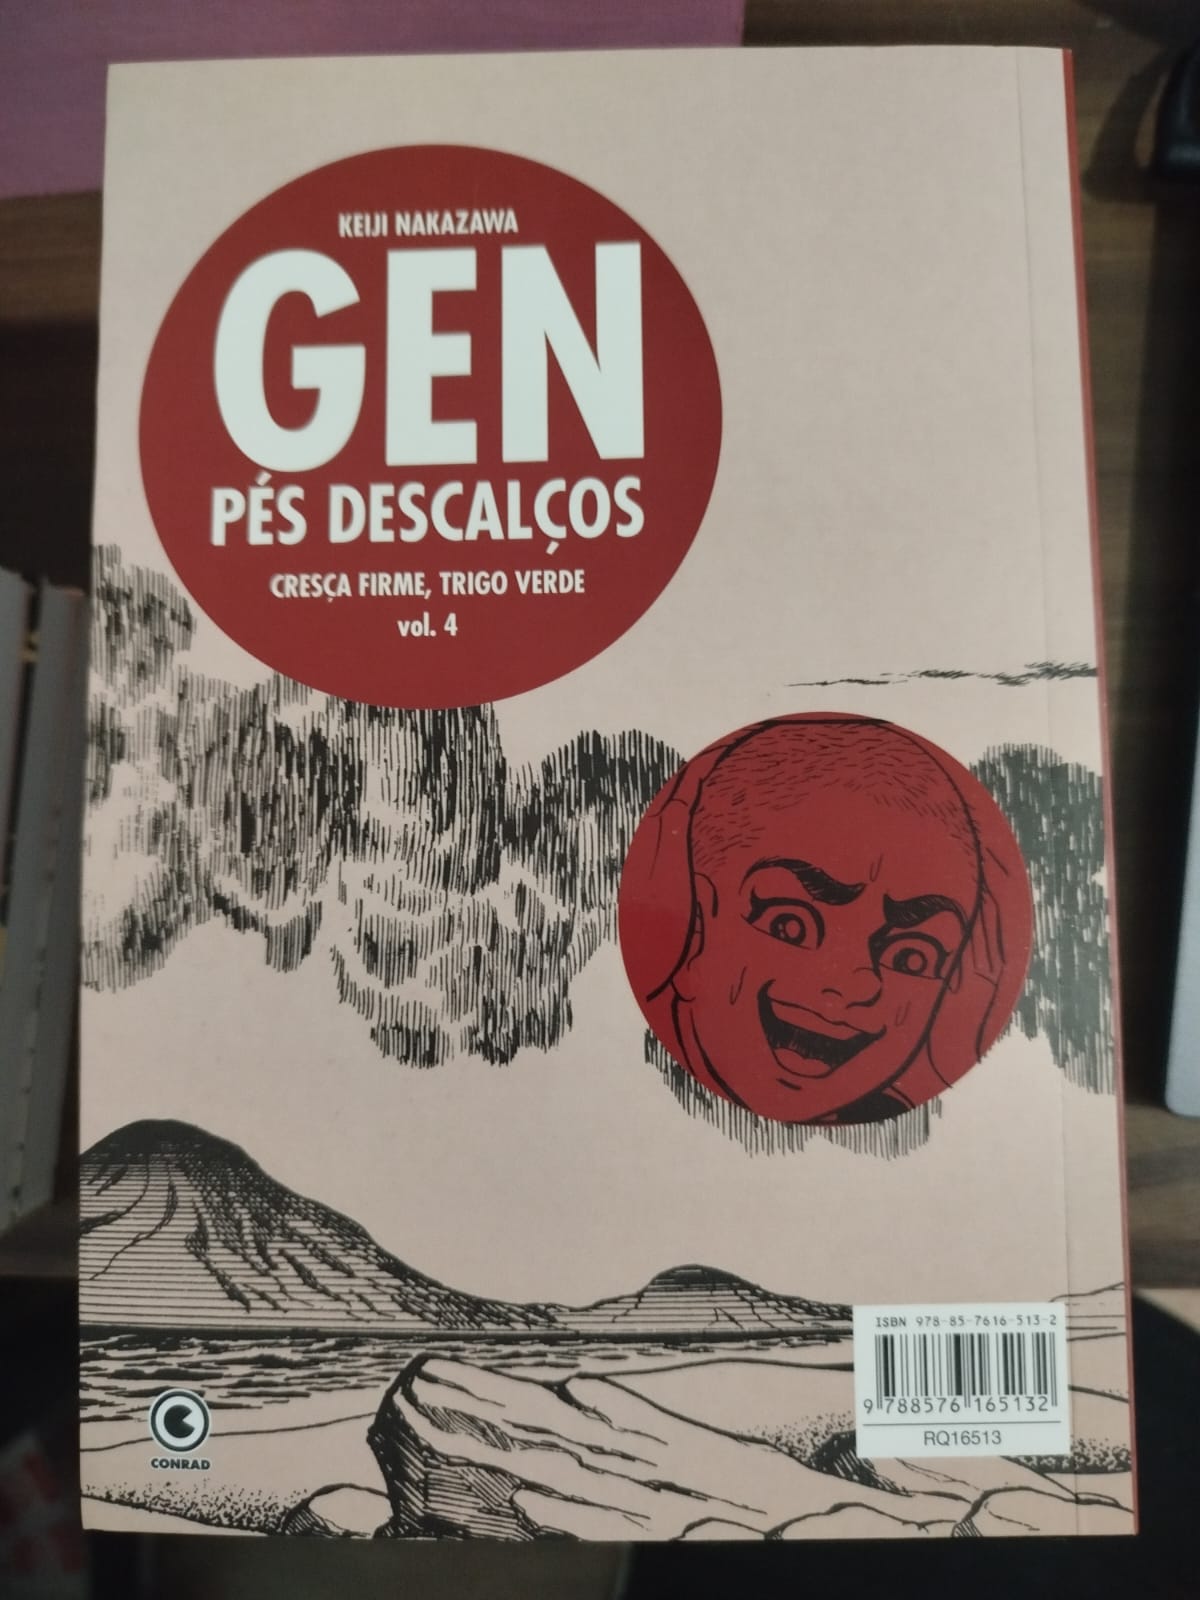 KEIJI NAKAZAWA
GEN
PÉS DESCALÇOS
CRESÇA FIRME, TRIGO VERDE
vol. 4
ISBN 978-85-7616-513-2
9 788576 165132
RQ16513
CONRAD